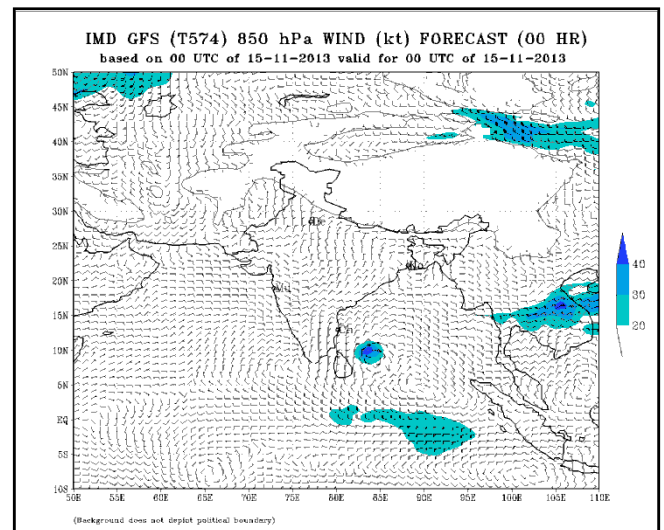 IMD GFS (T574) 850 hPa WIND (kt) FORECAST (00 HR)
based on 00 UTC of 15-11-2013 valid for 00 UTC of 15-11-2013
50N
45N
40N
35N
30N
25N
20N
15N
10N
5N
EQ
5S
10S
50E 55E 60E 65E 70E 75E 80E 85E 90E 95E 100E 105E 110E
40
30
20
(Background does not depict political boundary)